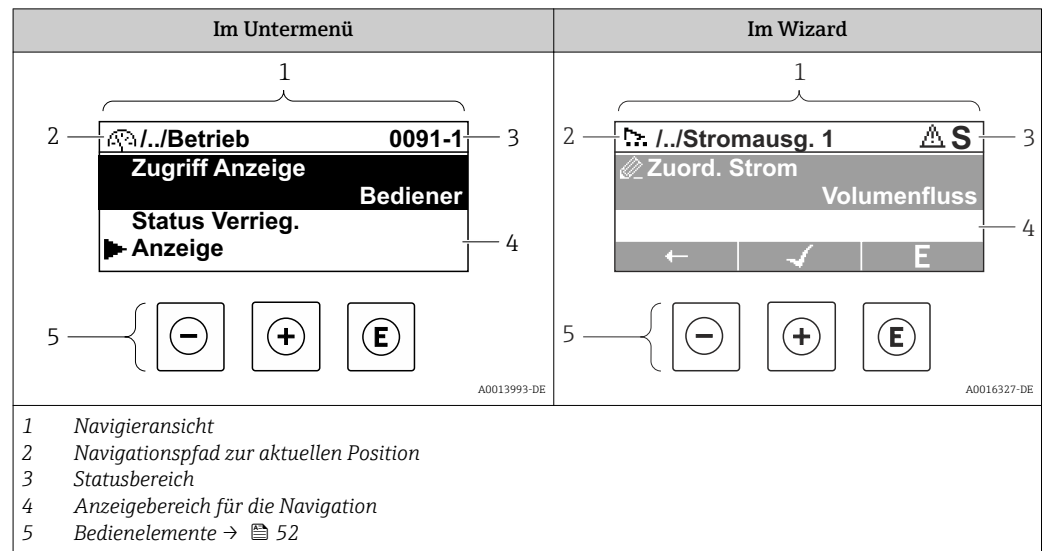 Im Untermenü
Im Wizard
1
2
/../Betrieb 0091-1
3
Zugriff Anzeige
Bediener
Status Verrieg.
Anzeige
4
5
- + E
A0013993-DE
1
2
/../Stromausg. 1 S
3
Zuord. Strom
Volumenfluss
4
← ✓ E
5
- + E
A0016327-DE
1 Navigieransicht
2 Navigationspfad zur aktuellen Position
3 Statusbereich
4 Anzeigebereich für die Navigation
5 Bedienelemente → 52